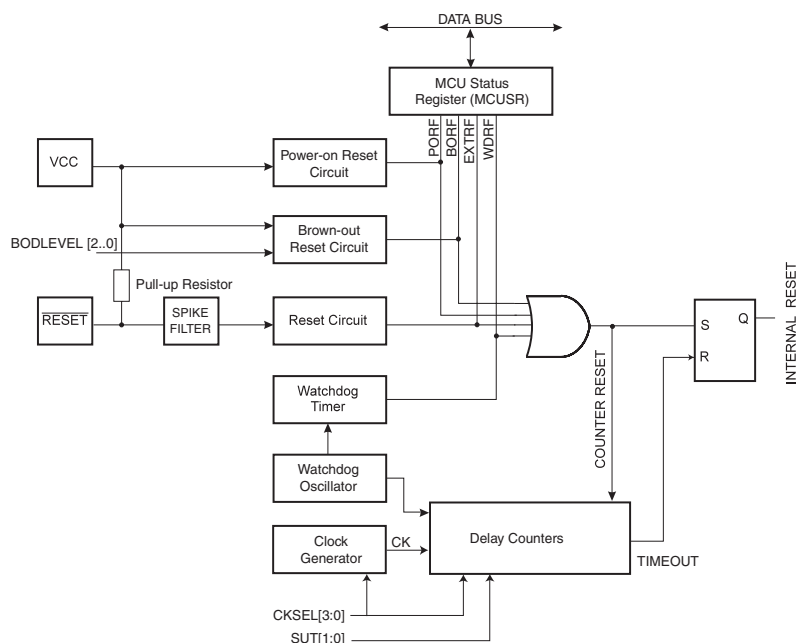 DATA BUS
MCU Status
Register (MCUSR)
PORF
BORF
EXTRF
WDRF
VCC
Power-on Reset
Circuit
BODLEVEL [2..0]
Brown-out
Reset Circuit
Pull-up Resistor
RESET
SPIKE
FILTER
Reset Circuit
S
Q
R
INTERNAL RESET
COUNTER RESET
Watchdog
Timer
Watchdog
Oscillator
Clock
Generator
CK
Delay Counters
TIMEOUT
CKSEL[3:0]
SUT[1:0]